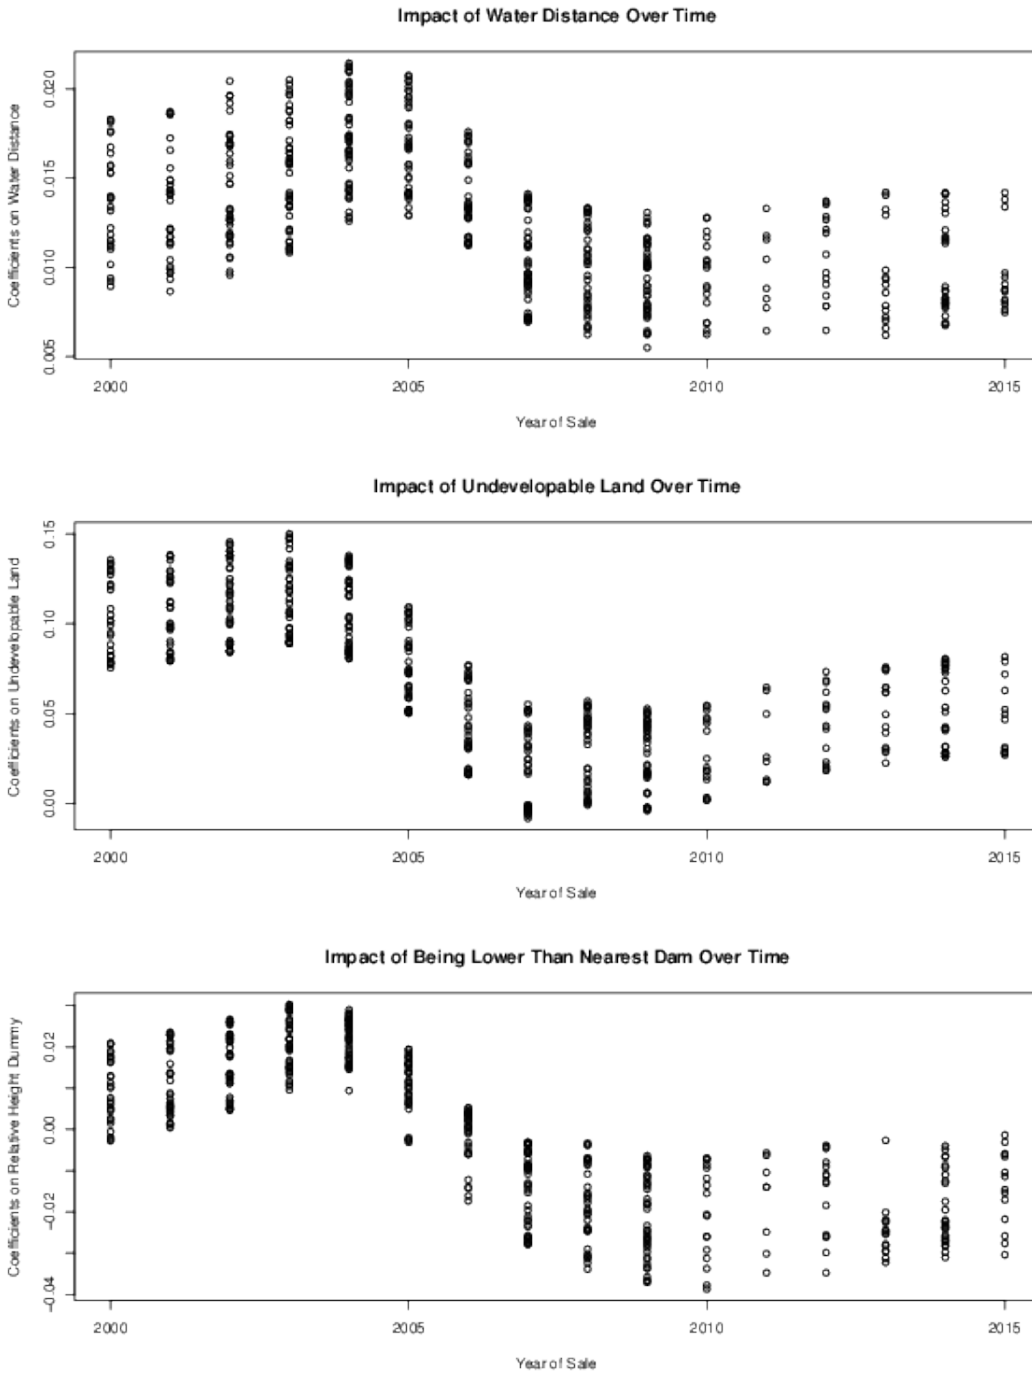 Impact of Water Distance Over Time
Coefficients on Water Distance
0.020
0.015
0.010
0.005
2000 2005 2010 2015
Year of Sale
Impact of Undevelopable Land Over Time
Coefficients on Undevelopable Land
0.15
0.10
0.05
0.00
2000 2005 2010 2015
Year of Sale
Impact of Being Lower Than Nearest Dam Over Time
Coefficients on Relative Height Dummy
0.02
0.00
-0.02
-0.04
2000 2005 2010 2015
Year of Sale